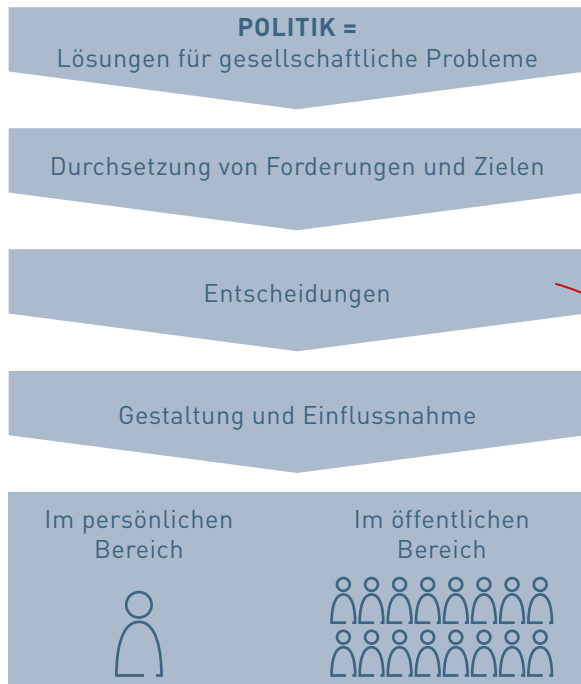 POLITIK =
Lösungen für gesellschaftliche Probleme
Durchsetzung von Forderungen und Zielen
Entscheidungen
Gestaltung und Einflussnahme
Im persönlichen
Bereich
Im öffentlichen
Bereich